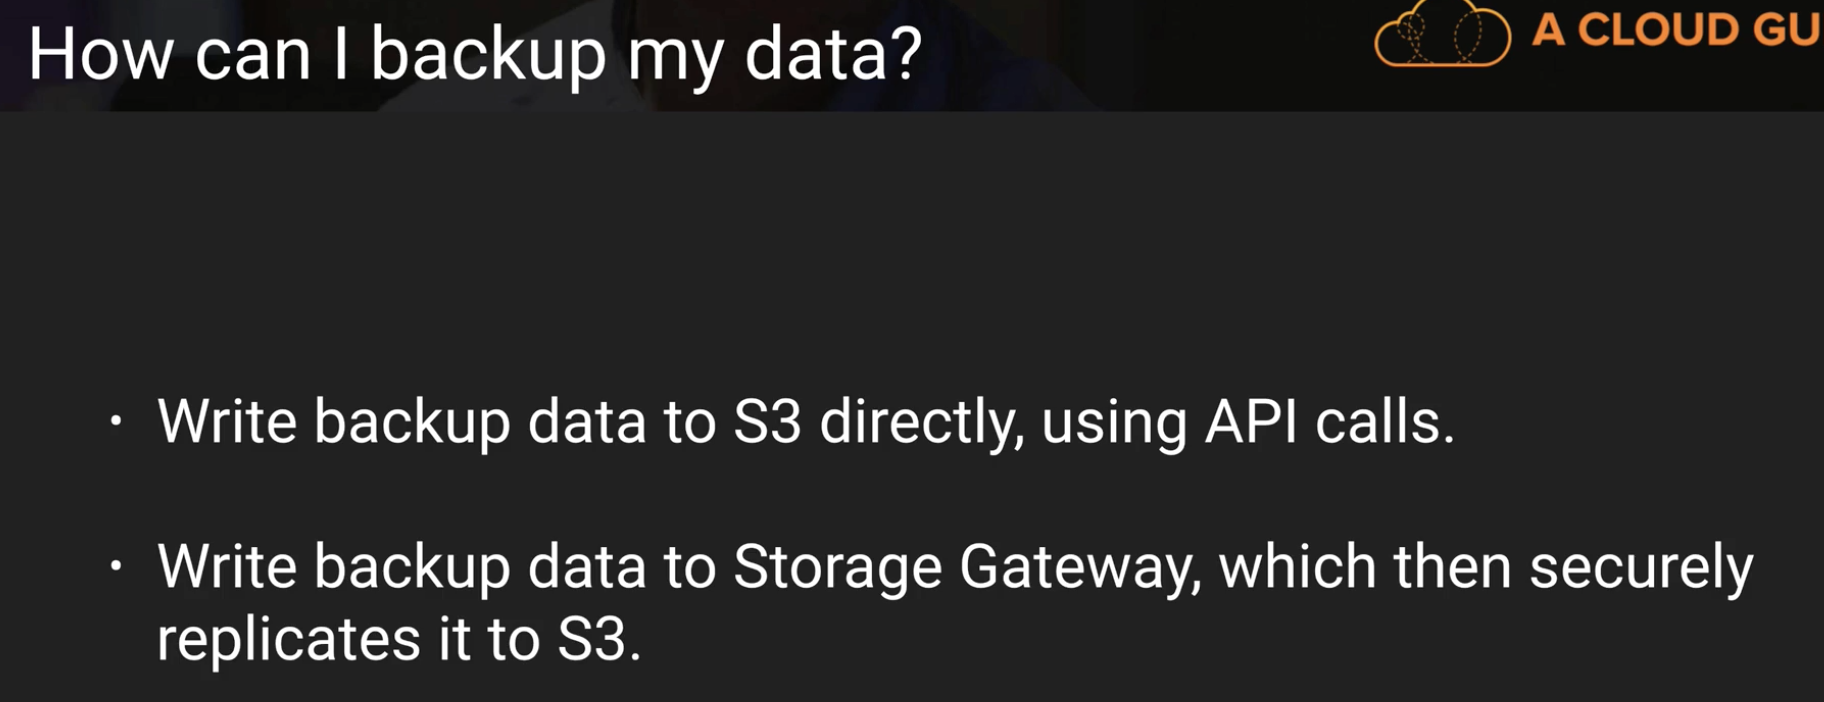 How can I backup my data?
A CLOUD GU
• Write backup data to S3 directly, using API calls.
• Write backup data to Storage Gateway, which then securely
replicates it to S3.